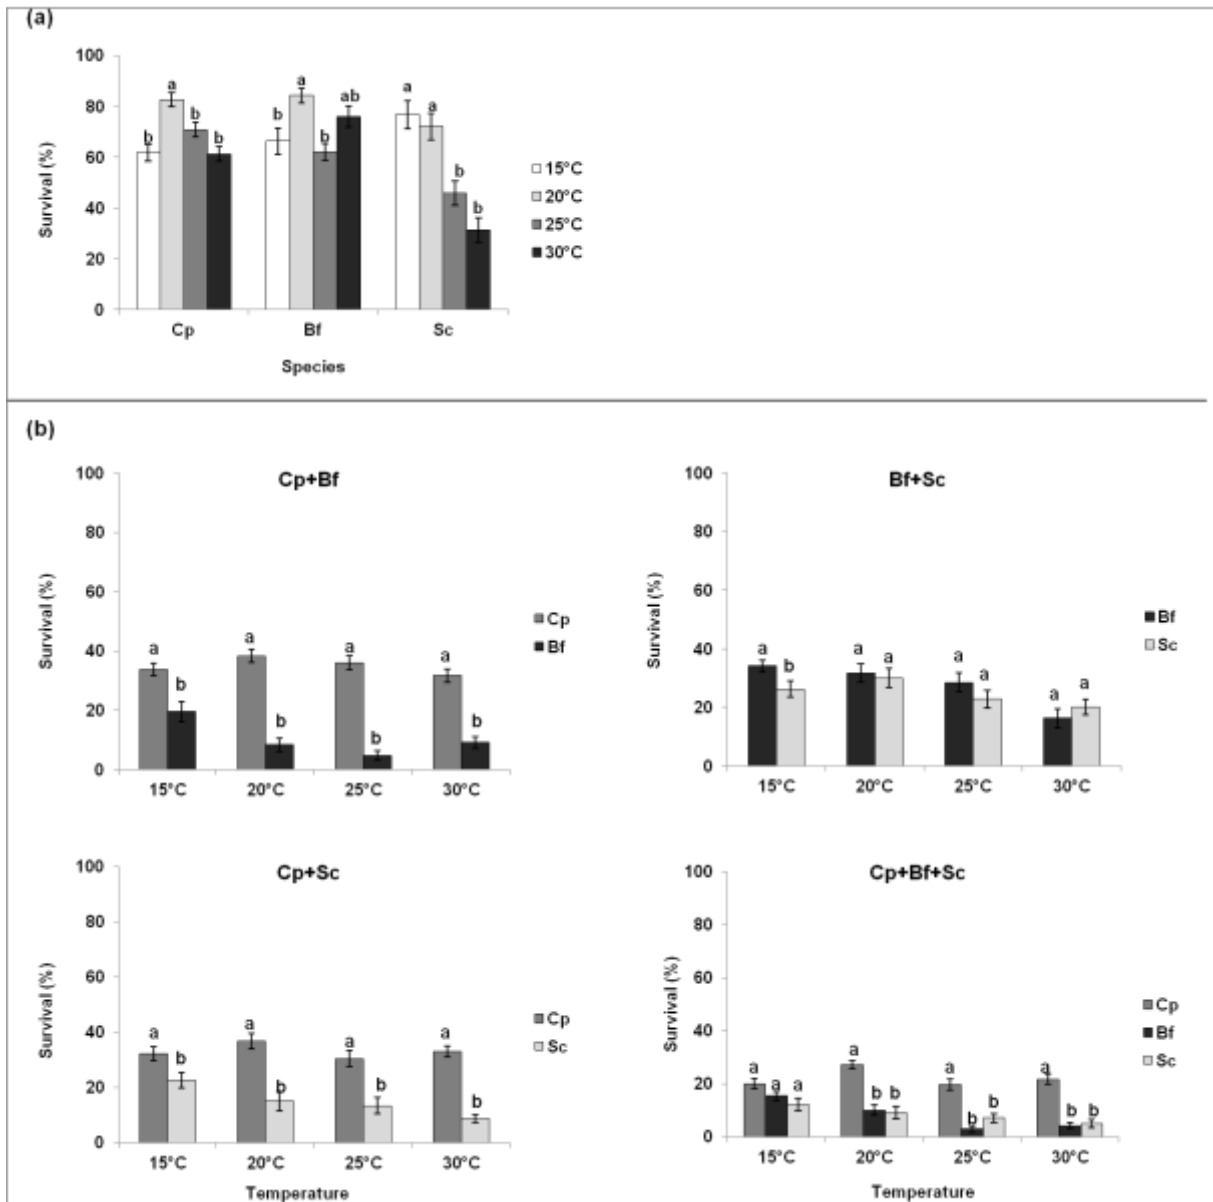 (a)
100
80
60
40
20
0
Survival (%)
b a b b
b a b ab
a a b b
Cp Bf Sc
Species
15°C
20°C
25°C
30°C
(b)
Cp+Bf
100
80
60
40
20
0
Survival (%)
a b a b a b a b
15°C 20°C 25°C 30°C
Cp
Bf
Bf+Sc
100
80
60
40
20
0
Survival (%)
a b a a a a a a
15°C 20°C 25°C 30°C
Bf
Sc
Cp+Sc
100
80
60
40
20
0
Survival (%)
a b a b a b a b
15°C 20°C 25°C 30°C
Temperature
Cp
Sc
Cp+Bf+Sc
100
80
60
40
20
0
Survival (%)
a a a a b b a b b a b b
15°C 20°C 25°C 30°C
Temperature
Cp
Bf
Sc